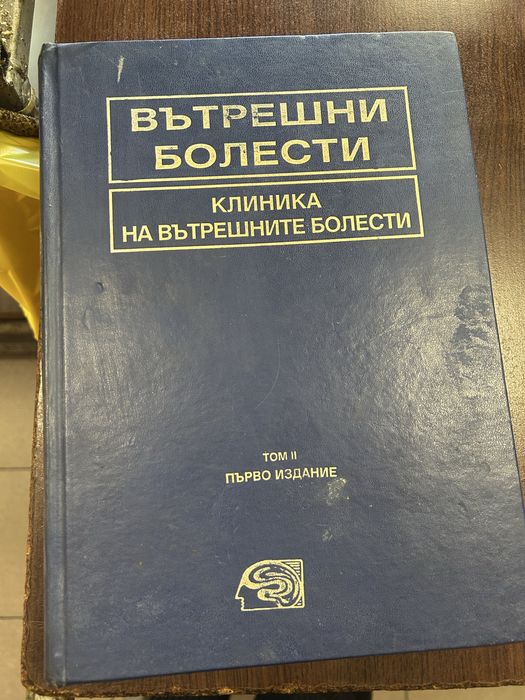 ВЪТРЕШНИ
БОЛЕСТИ
КЛИНИКА
НА ВЪТРЕШНИТЕ БОЛЕСТИ
ТОМ II
ПЪРВО ИЗДАНИЕ